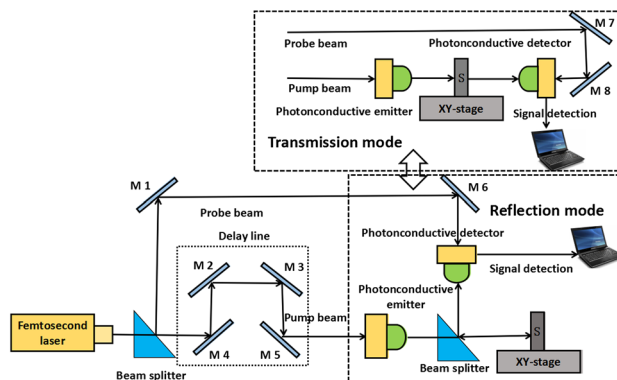 M 7
Probe beam
Photonconductive detector
Pump beam
S
M 8
Photonconductive emitter
XY-stage
Signal detection
Transmission mode
M 1
M 6
Probe beam
Reflection mode
Delay line
Photonconductive detector
M 2
M 3
Signal detection
Photonconductive
emitter
Pump beam
Femtosecond
laser
M 4
M 5
S
Beam splitter
Beam splitter
XY-stage